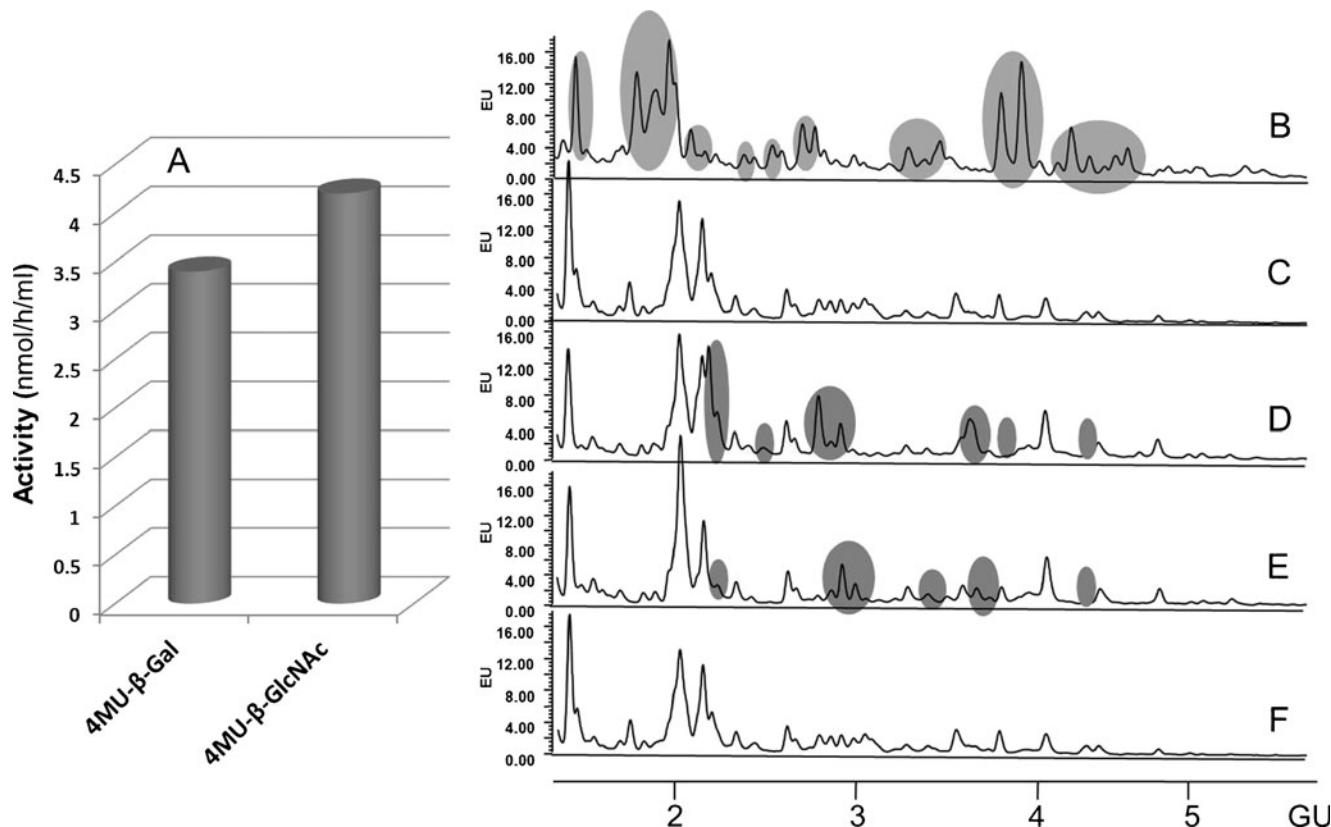 A
4.5
4
3.5
3
2.5
2
1.5
1
0.5
0
Activity (nmol/h/ml)
4MU-β-Gal
4MU-β-GlcNAc
16.00
12.00
8.00
4.00
0.00
EU
B
16.00
12.00
8.00
4.00
0.00
EU
C
16.00
12.00
8.00
4.00
0.00
EU
D
16.00
12.00
8.00
4.00
0.00
EU
E
16.00
12.00
8.00
4.00
0.00
EU
F
2 3 4 5 GU